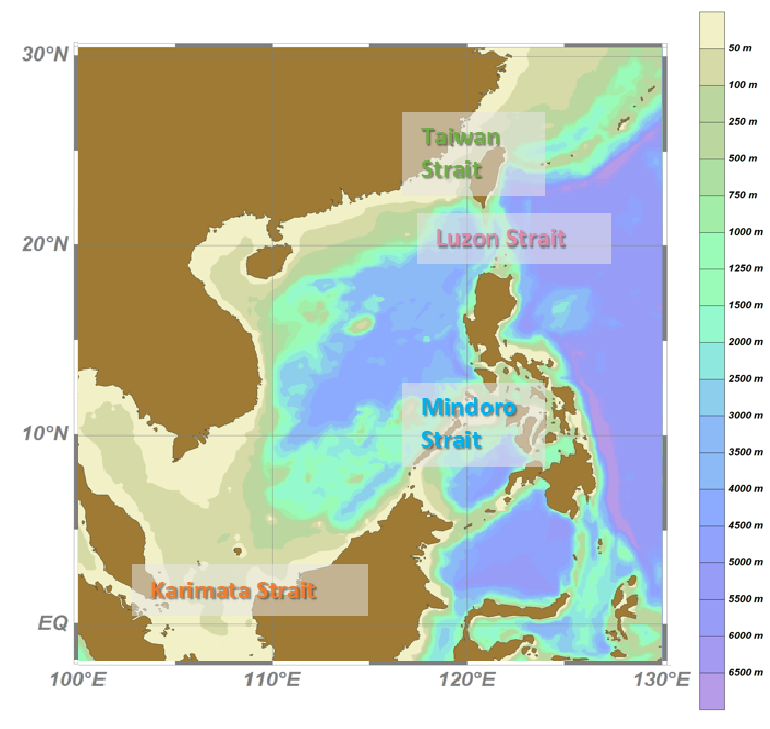 30°N
20°N
10°N
EQ
100°E
110°E
120°E
130°E
Taiwan
Strait
Luzon Strait
Mindoro
Strait
Karimata Strait
50 m
100 m
250 m
500 m
750 m
1000 m
1250 m
1500 m
2000 m
2500 m
3000 m
3500 m
4000 m
4500 m
5000 m
5500 m
6000 m
6500 m